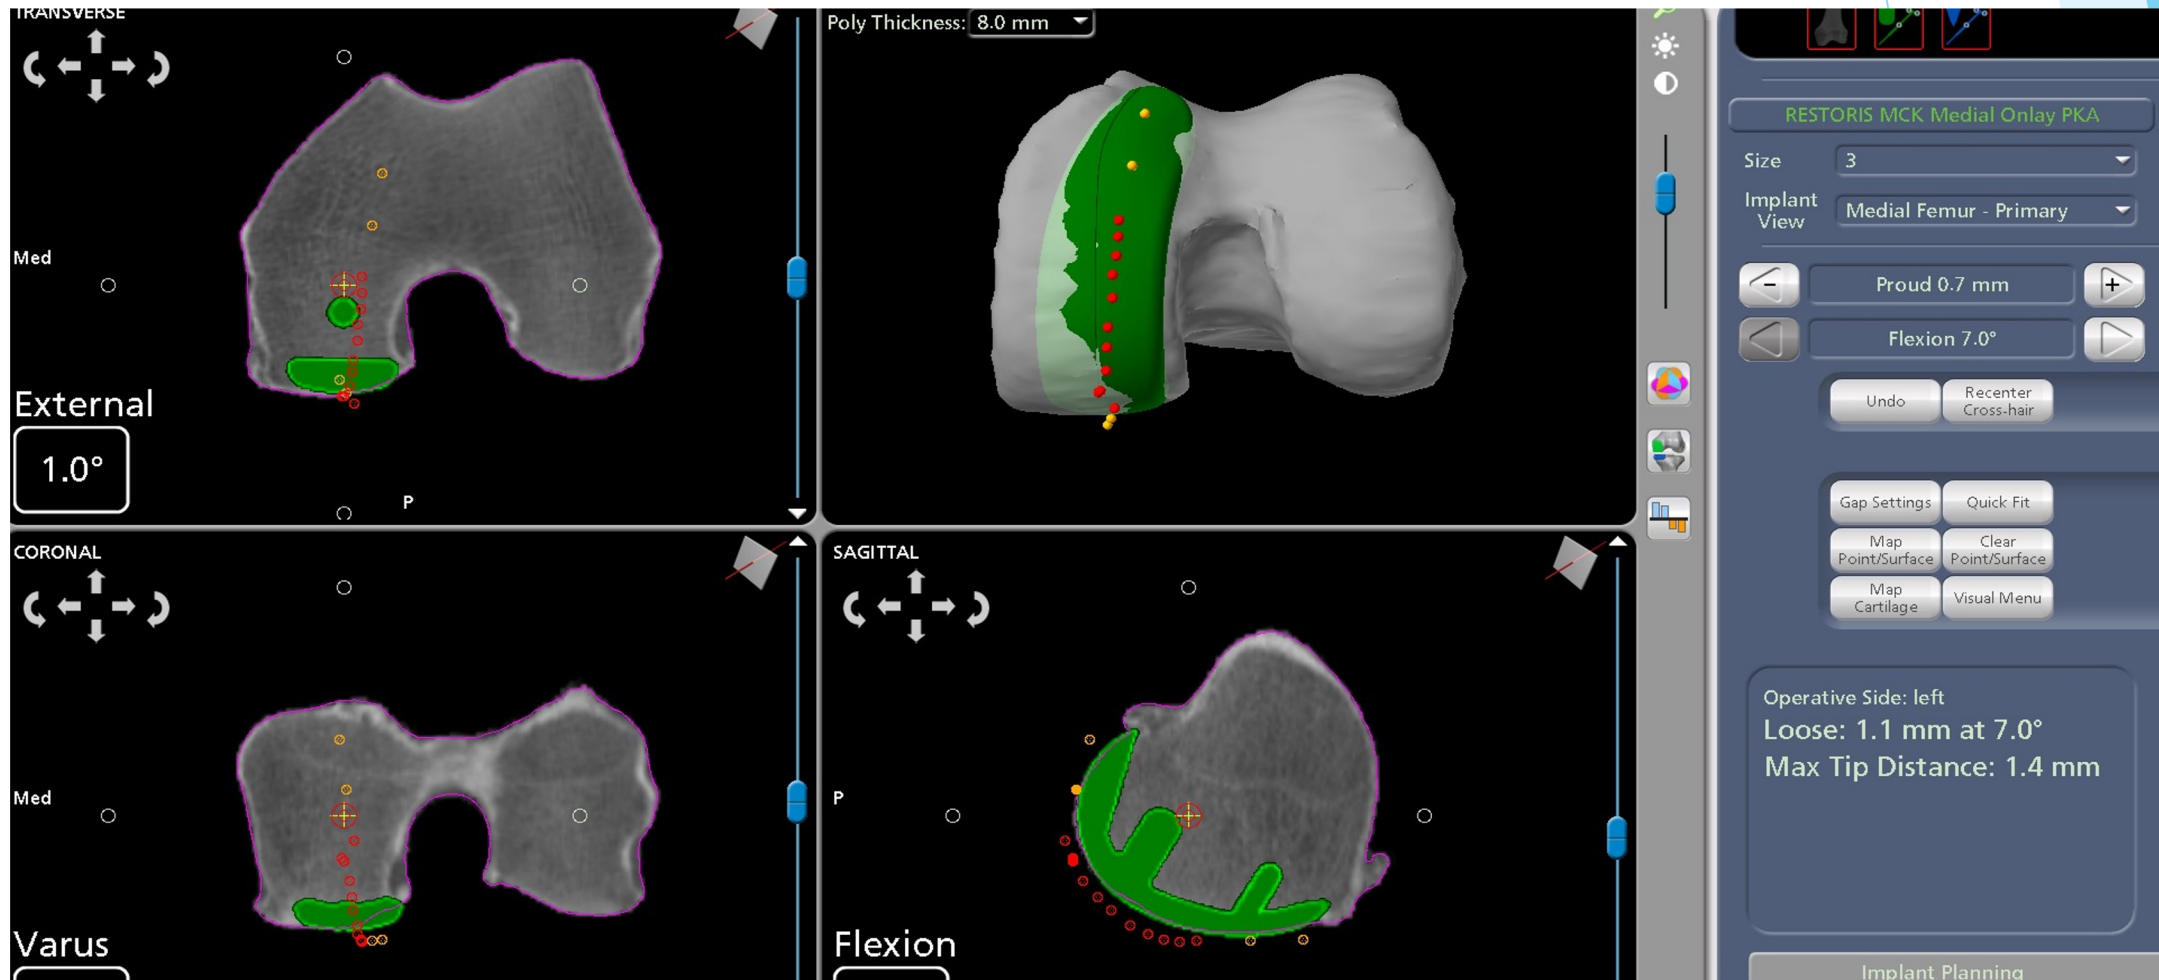 TRANSVERSE
Med
External
1.0°
P
Poly Thickness: 8.0 mm
RESTORIS MCK Medial Onlay PKA
Size 3
Implant View Medial Femur - Primary
- Proud 0.7 mm +
Flexion 7.0°
Undo
Recenter Cross-hair
Gap Settings
Quick Fit
Map Point/Surface
Clear Point/Surface
Map Cartilage
Visual Menu
CORONAL
Med
Varus
SAGITTAL
P
Flexion
Operative Side: left
Loose: 1.1 mm at 7.0°
Max Tip Distance: 1.4 mm
Implant Planning